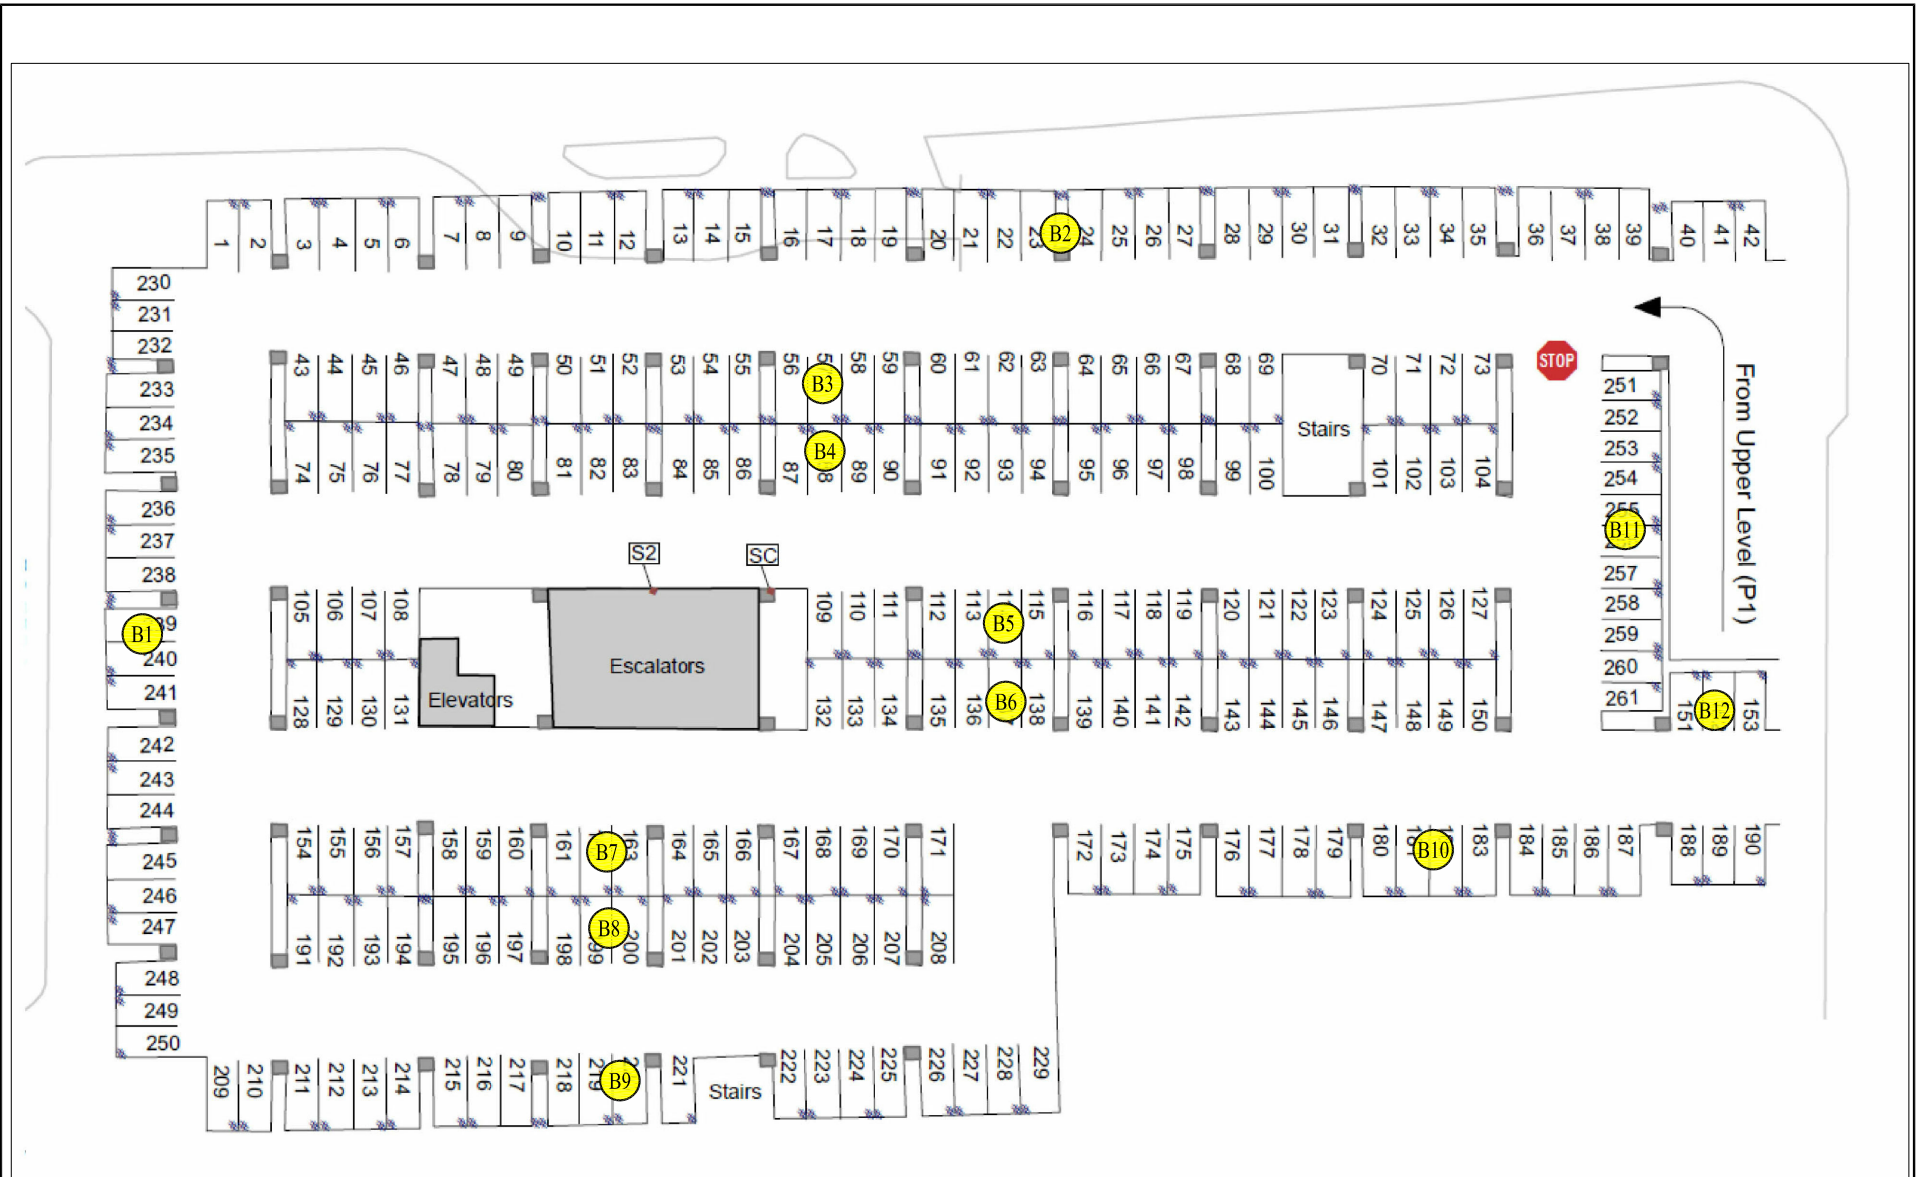 1 2 3 4 5 6 7 8 9 10 11 12 13 14 15 16 17 18 19 20 21 22 23 B2 24 25 26 27 28 29 30 31 32 33 34 35 36 37 38 39 40 41 42
230
231
232
233
234
235
236
237
238
B1
240
241
242
243
244
245
246
247
248
249
250
43 44 45 46 47 48 49 50 51 52 53 54 55 56 B3 58 59 60 61 62 63 64 65 66 67 68 69 70 71 72 73
STOP
Stairs
74 75 76 77 78 79 80 81 82 83 84 85 86 87 B4 89 90 91 92 93 94 95 96 97 98 99 100 101 102 103 104
251
252
253
254
255
B11
257
258
259
260
261
From Upper Level (P1)
S2 SC
105 106 107 108 109 110 111 112 113 B5 115 116 117 118 119 120 121 122 123 124 125 126 127
Escalators
Elevators
128 129 130 131 132 133 134 135 136 B6 138 139 140 141 142 143 144 145 146 147 148 149 150 151 B12 153
154 155 156 157 158 159 160 161 B7 163 164 165 166 167 168 169 170 171 172 173 174 175 176 177 178 179 180 B10 183 184 185 186 187 188 189 190
191 192 193 194 195 196 197 198 B8 200 201 202 203 204 205 206 207 208
209 210 211 212 213 214 215 216 217 218 219 B9 221 Stairs 222 223 224 225 226 227 228 229